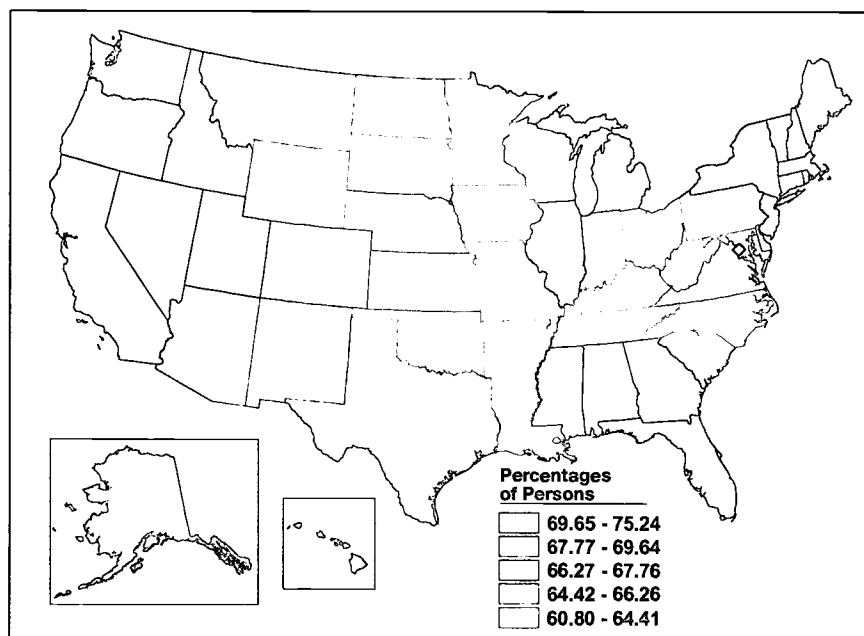 Percentages
of Persons
69.65 - 75.24
67.77 - 69.64
66.27 - 67.76
64.42 - 66.26
60.80 - 64.41